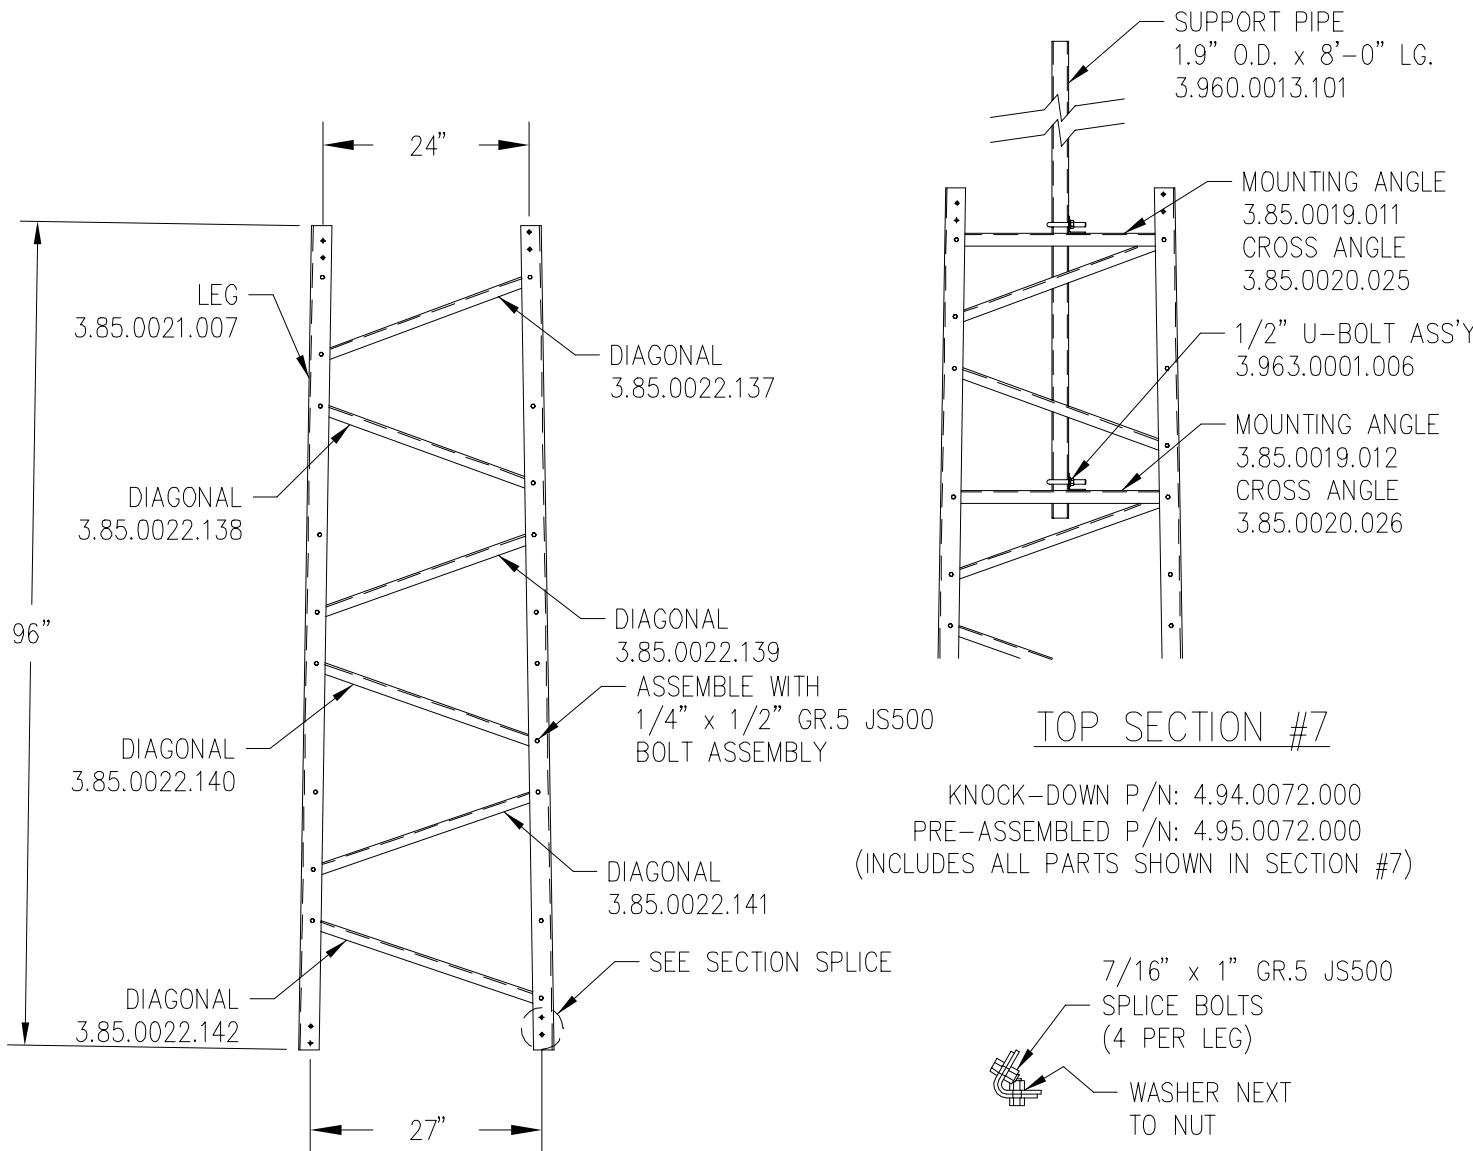 24”
LEG
3.85.0021.007
DIAGONAL
3.85.0022.137
DIAGONAL
3.85.0022.138
DIAGONAL
3.85.0022.139
96”
ASSEMBLE WITH
1/4” x 1/2” GR.5 JS500
BOLT ASSEMBLY
DIAGONAL
3.85.0022.140
DIAGONAL
3.85.0022.141
SEE SECTION SPLICE
DIAGONAL
3.85.0022.142
27”
SUPPORT PIPE
1.9” O.D. x 8’-0” LG.
3.960.0013.101
MOUNTING ANGLE
3.85.0019.011
CROSS ANGLE
3.85.0020.025
1/2” U-BOLT ASS’Y
3.963.0001.006
MOUNTING ANGLE
3.85.0019.012
CROSS ANGLE
3.85.0020.026
TOP SECTION #7
KNOCK-DOWN P/N: 4.94.0072.000
PRE-ASSEMBLED P/N: 4.95.0072.000
(INCLUDES ALL PARTS SHOWN IN SECTION #7)
7/16” x 1” GR.5 JS500
SPLICE BOLTS
(4 PER LEG)
WASHER NEXT
TO NUT